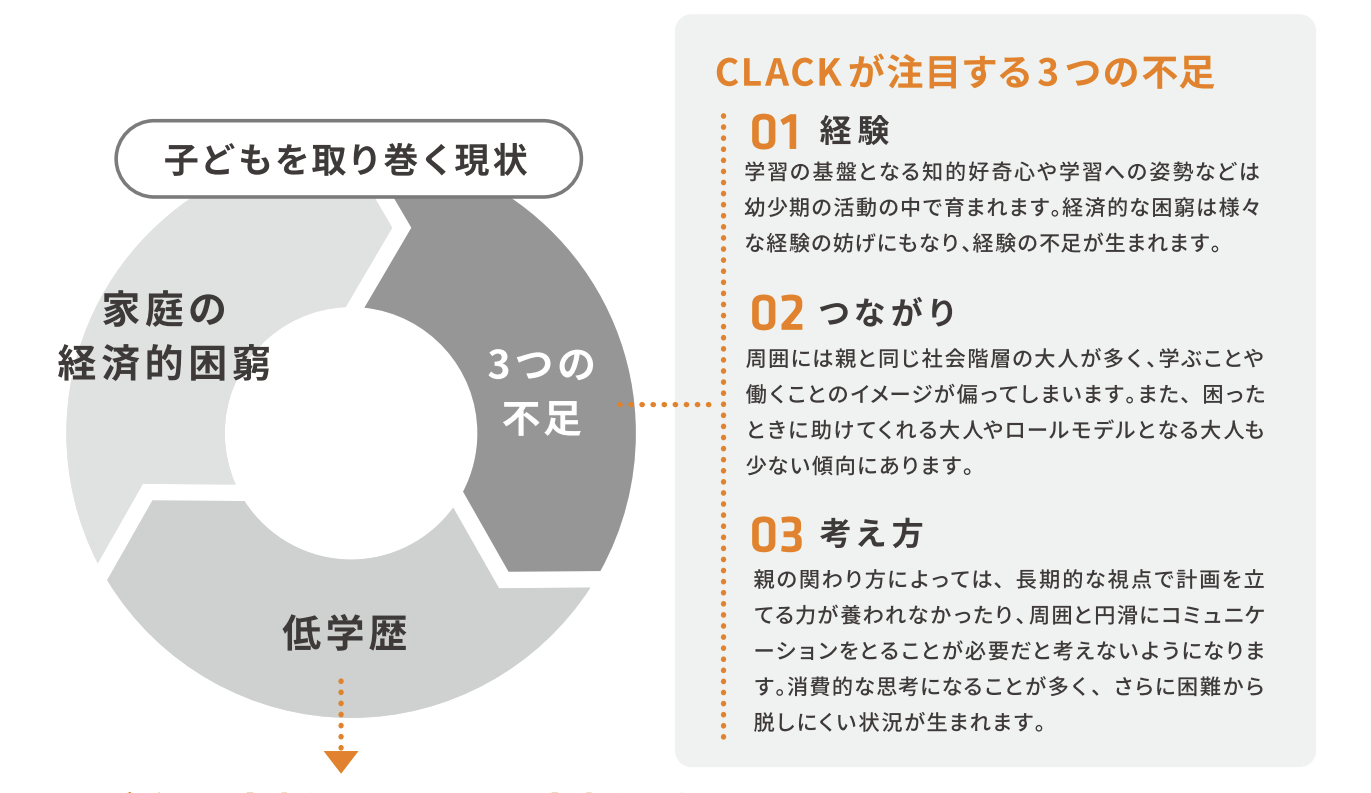 子どもを取り巻く現状
家庭の
経済的困窮
3つの
不足
低学歴
CLACKが注目する3つの不足
01 経験
学習の基盤となる知的好奇心や学習への姿勢などは
幼少期の活動の中で育まれます。経済的な困窮は様々
な経験の妨げにもなり、経験の不足が生まれます。
02 つながり
周囲には親と同じ社会階層の大人が多く、学ぶことや
働くことのイメージが偏ってしまいます。また、困った
ときに助けてくれる大人やロールモデルとなる大人も
少ない傾向にあります。
03 考え方
親の関わり方によっては、長期的な視点で計画を立
てる力が養われなかったり、周囲と円滑にコミュニケ
ーションをとることが必要だと考えないようになりま
す。消費的な思考になることが多く、さらに困難から
脱しにくい状況が生まれます。